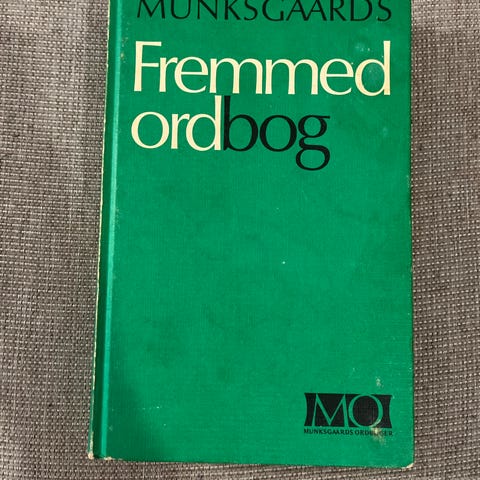 MUNKSGAARDS
Fremmed
ordbog
MO
MUNKSGAARDS ORDBØGER